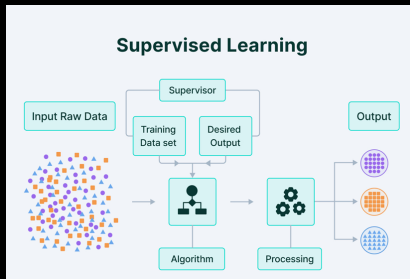 Supervised Learning
Supervisor
Input Raw Data
Training
Data set
Desired
Output
Output
Algorithm
Processing